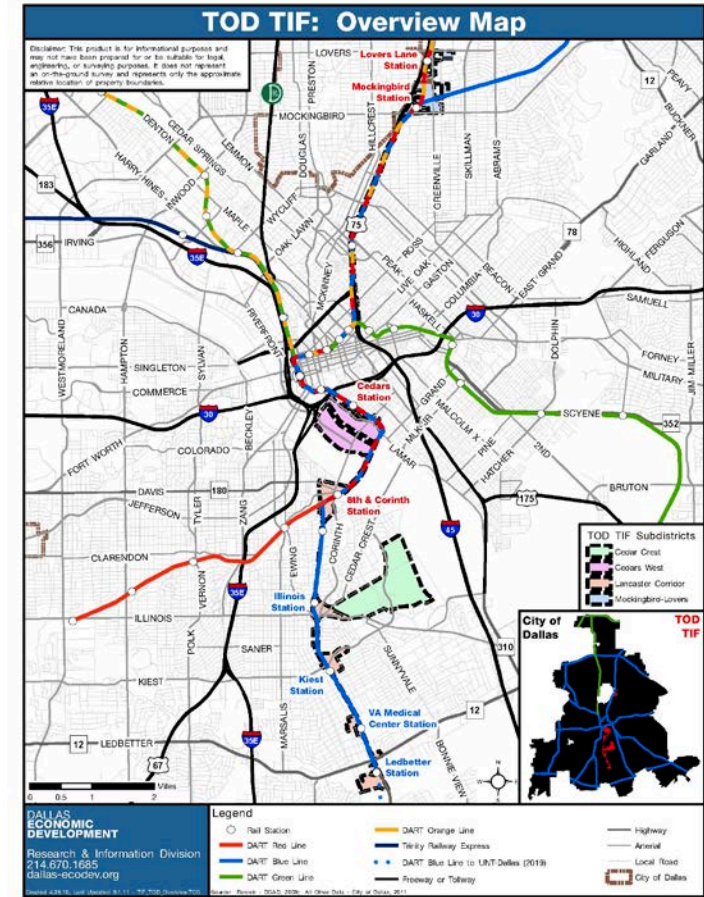 TOD TIF: Overview Map
Disclaimer: This product is for informational purposes and
may not have been prepared for or be suitable for legal,
engineering, or surveying purposes. It does not represent
an on-the-ground survey and represents only the approximate
relative location of property boundaries.
LOVERS
Lovers Lane
Station
Mockingbird
Station
MOCKINGBIRD
PRESTON
DOUGLAS
HILLCREST
GREENVILLE
SKILLMAN
ABRAMS
12
PEAVY
BUCKNER
GARLAND
35E
DENTON
CEDAR SPRINGS
LEMMON
HARRY HINES
INWOOD
MAPLE
WYCLIFF
OAK LAWN
183
356
IRVING
35E
75
78
ROSS
PEAK
LIVE OAK
GASTON
HASKELL
COLUMBIA
BEACON
EAST GRAND
HIGHLAND
FERGUSON
MCKINNEY
RIVERFRONT
30
SAMUELL
CANADA
WESTMORELAND
HAMPTON
SYLVAN
SINGLETON
COMMERCE
BECKLEY
DOLPHIN
FORNEY
MILITARY
JIM MILLER
Cedars
Station
GRAND
MALCOLM X
MLK JR
PINE
2ND
HATCHER
LAMAR
SCYENE
352
30
FORT WORTH
COLORADO
DAVIS
180
JEFFERSON
TYLER
ZANG
8th & Corinth
Station
175
BRUTON
CLARENDON
VERNON
EWING
CORINTH
CEDAR CREST
45
35E
ILLINOIS
Illinois
Station
POLK
SANER
KIEST
Kiest
Station
SUNNYVALE
310
VA Medical
Center Station
MARSALIS
12
12
LEDBETTER
35E
67
Ledbetter
Station
BONNIE VIEW
TOD TIF Subdistricts
Cedar Crest
Cedars West
Lancaster Corridor
Mockingbird-Lovers
City of
Dallas
TOD
TIF
Miles
0 0.5 1 2
DALLAS
ECONOMIC
DEVELOPMENT
Research & Information Division
214.670.1685
dallas-ecodev.org
Legend
Rail Station
DART Red Line
DART Blue Line
DART Green Line
DART Orange Line
Trinity Railway Express
DART Blue Line to UNT-Dallas (2019)
Freeway or Tollway
Highway
Arterial
Local Road
City of Dallas